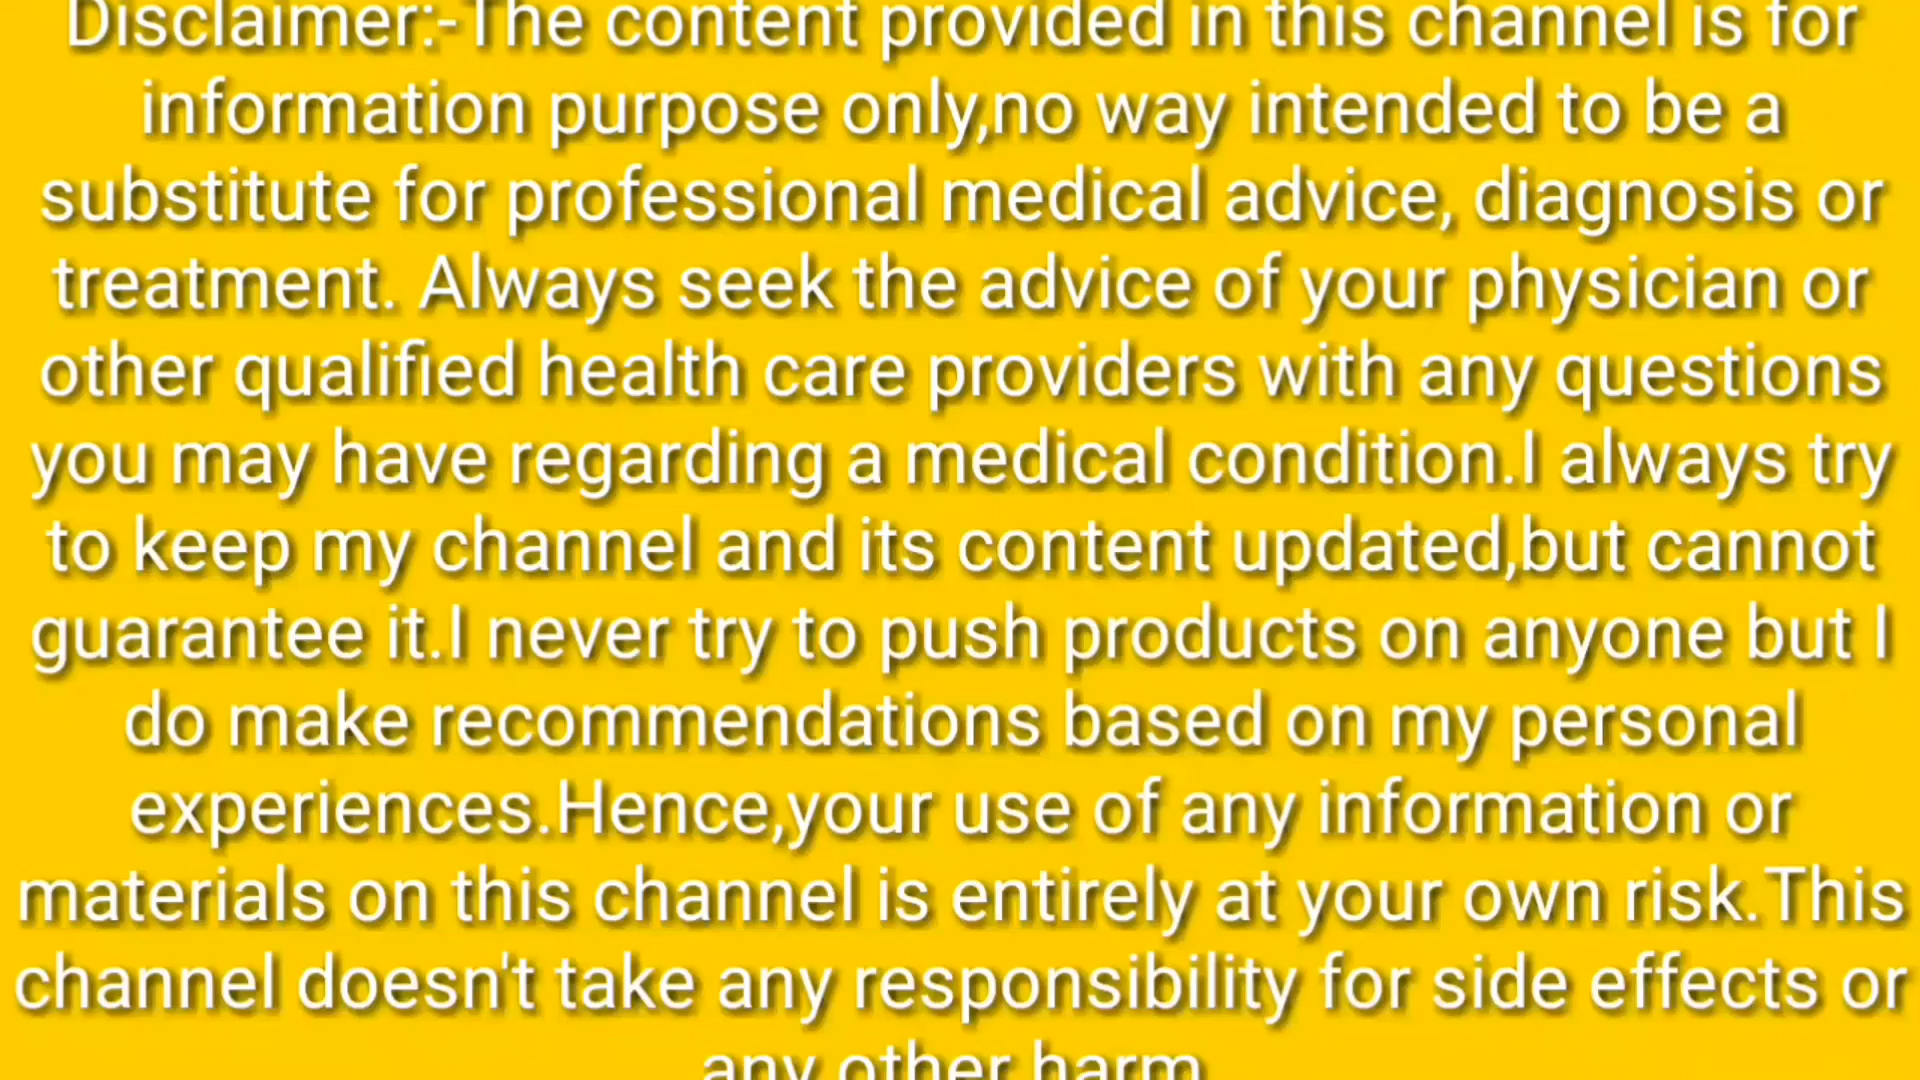 Disclaimer:-The content provided in this channel is for
information purpose only,no way intended to be a
substitute for professional medical advice, diagnosis or
treatment. Always seek the advice of your physician or
other qualified health care providers with any questions
you may have regarding a medical condition.I always try
to keep my channel and its content updated,but cannot
guarantee it.I never try to push products on anyone but I
do make recommendations based on my personal
experiences.Hence,your use of any information or
materials on this channel is entirely at your own risk.This
channel doesn't take any responsibility for side effects or
any other harm